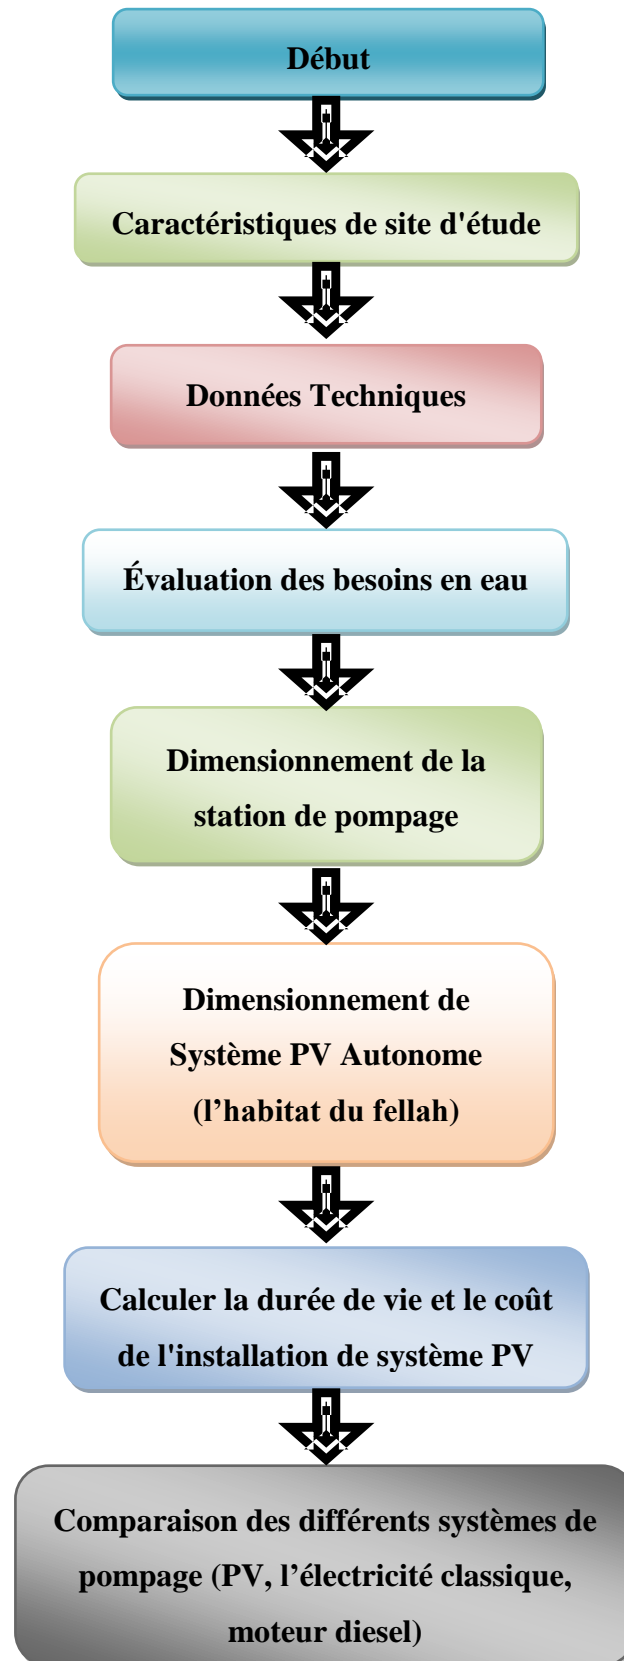 Début
Caractéristiques de site d'étude
Données Techniques
Évaluation des besoins en eau
Dimensionnement de la
station de pompage
Dimensionnement de
Système PV Autonome
(l’habitat du fellah)
Calculer la durée de vie et le coût
de l'installation de système PV
Comparaison des différents systèmes de
pompage (PV, l’électricité classique,
moteur diesel)